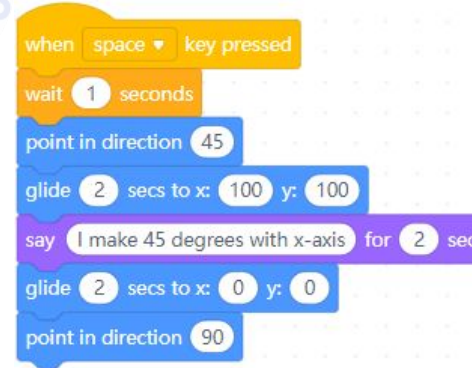 when space ▾ key pressed
wait 1 seconds
point in direction 45
glide 2 secs to x: 100 y: 100
say I make 45 degrees with x-axis for 2 sec
glide 2 secs to x: 0 y: 0
point in direction 90